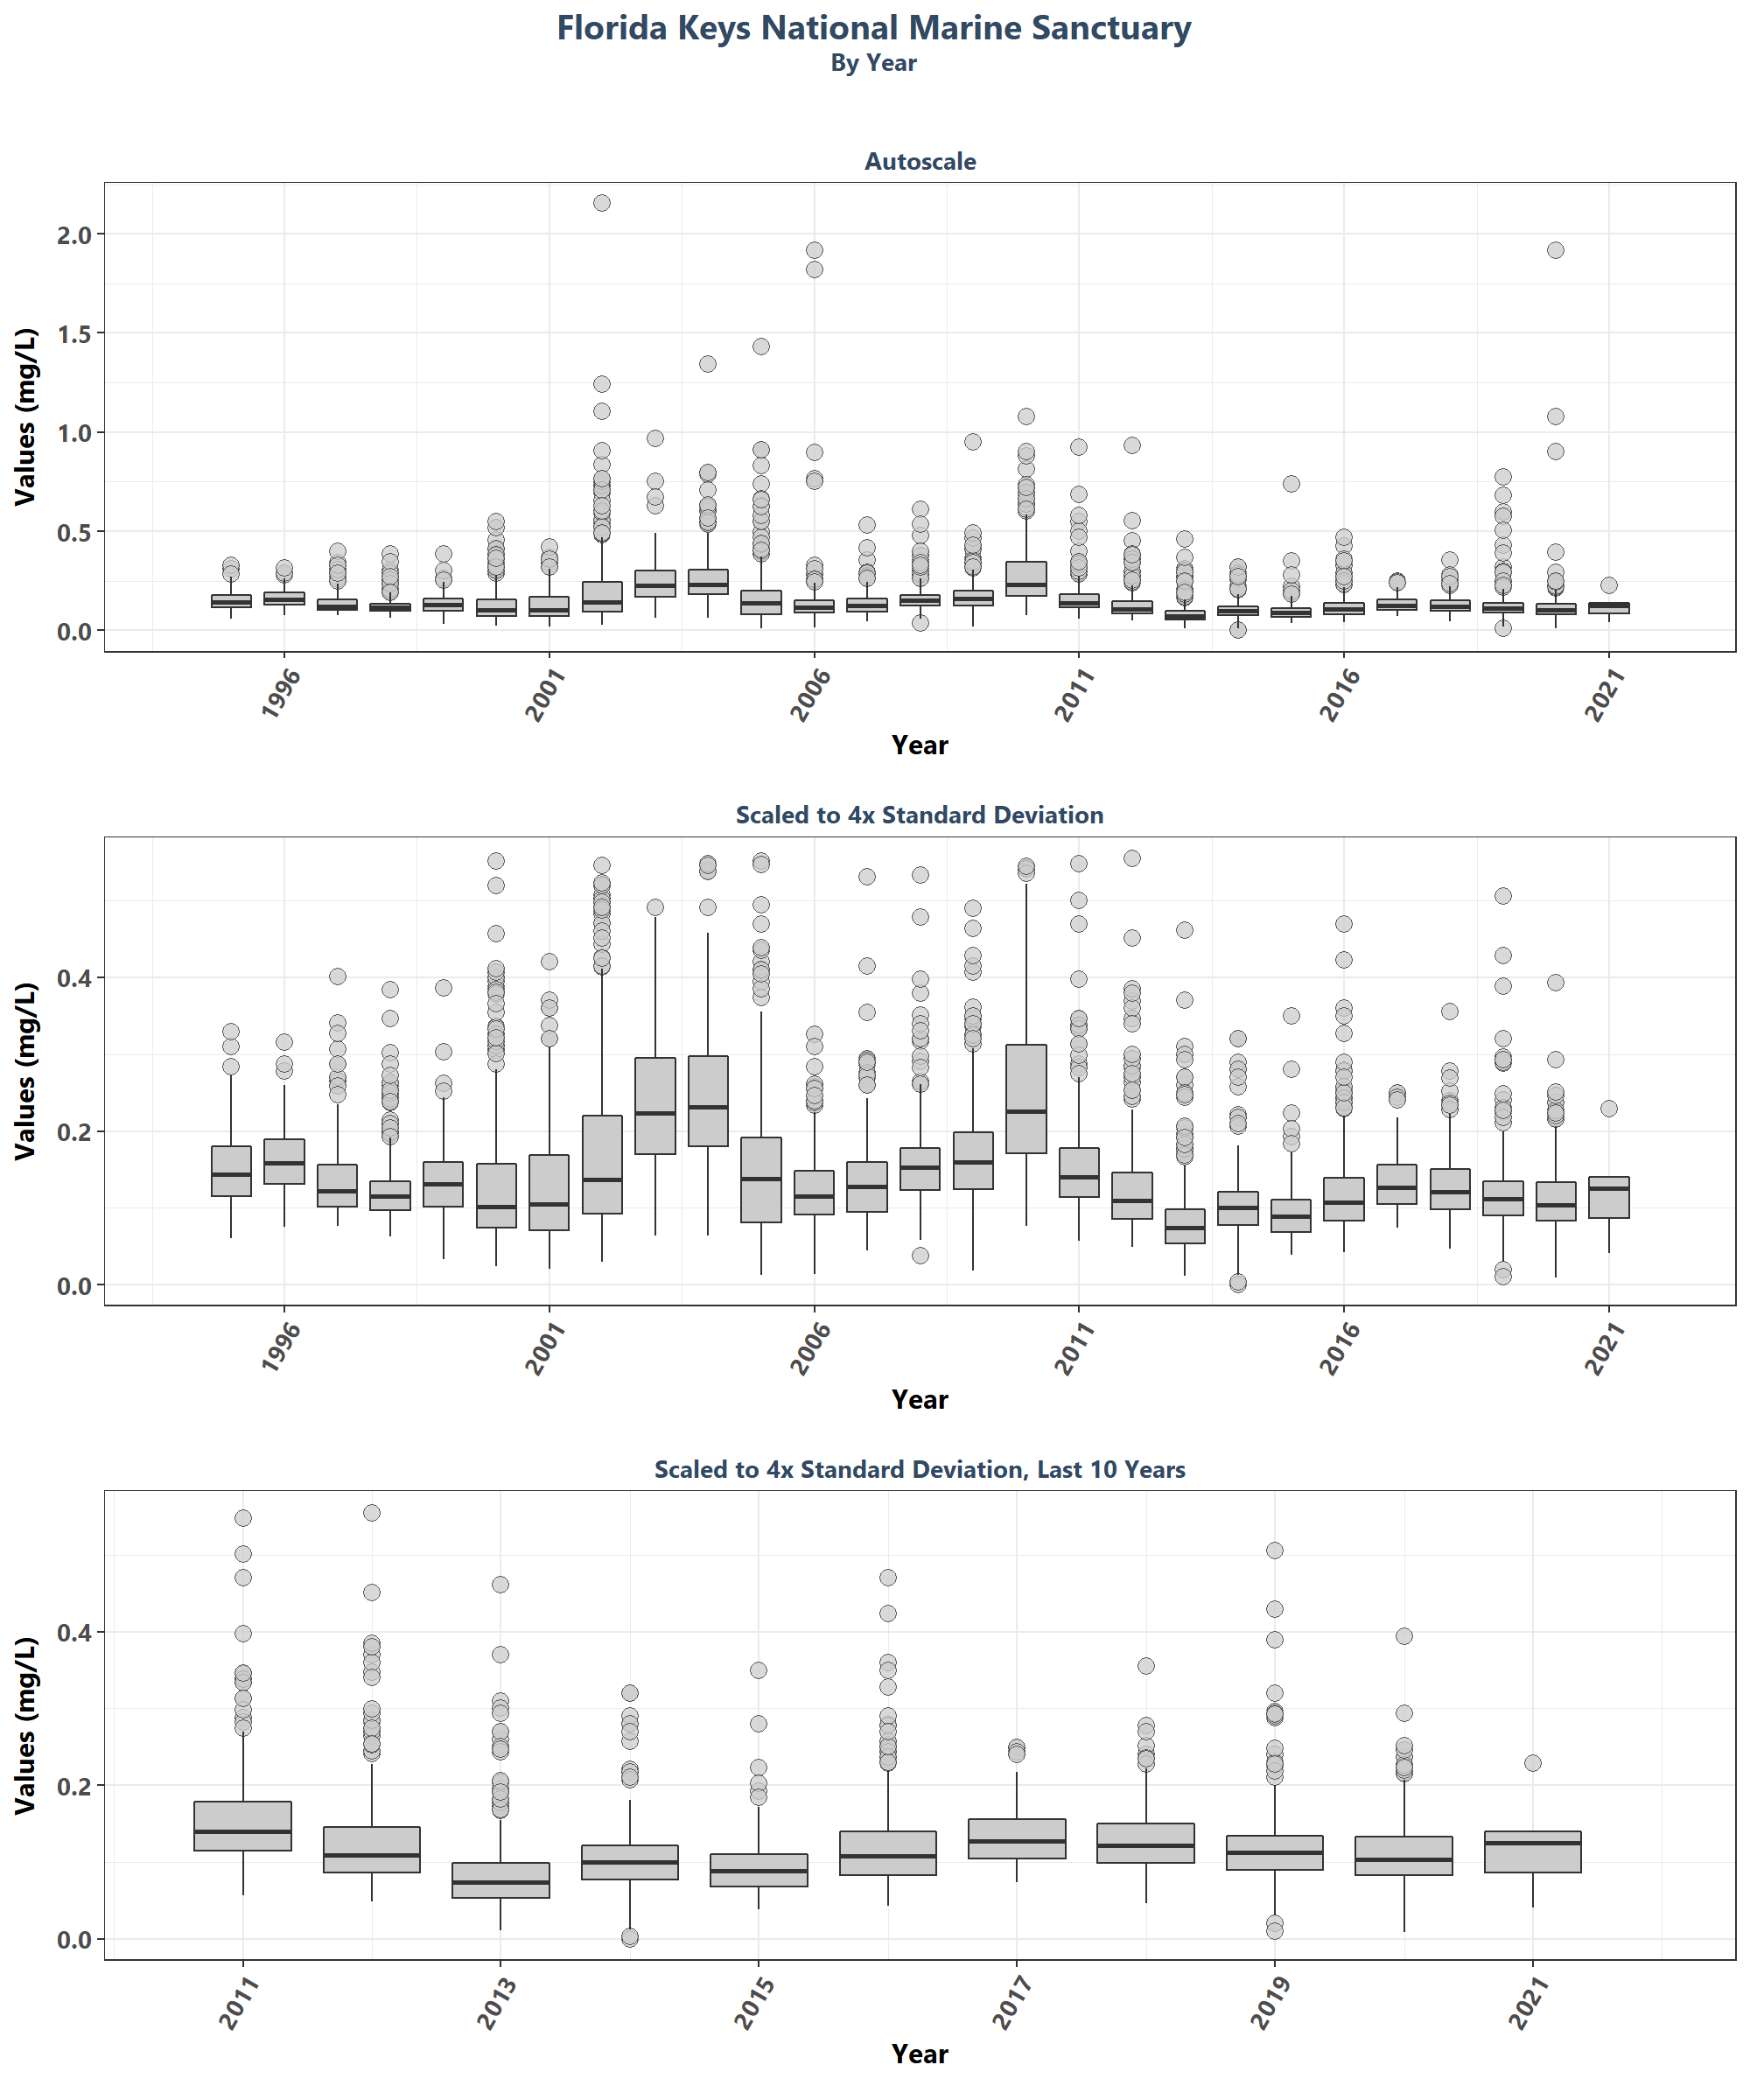 Florida Keys National Marine Sanctuary
By Year
Autoscale
Values (mg/L)
2.0
1.5
1.0
0.5
0.0
1996
2001
2006
2011
2016
2021
Year
Scaled to 4x Standard Deviation
Values (mg/L)
0.4
0.2
0.0
1996
2001
2006
2011
2016
2021
Year
Scaled to 4x Standard Deviation, Last 10 Years
Values (mg/L)
0.4
0.2
0.0
2011
2013
2015
2017
2019
2021
Year